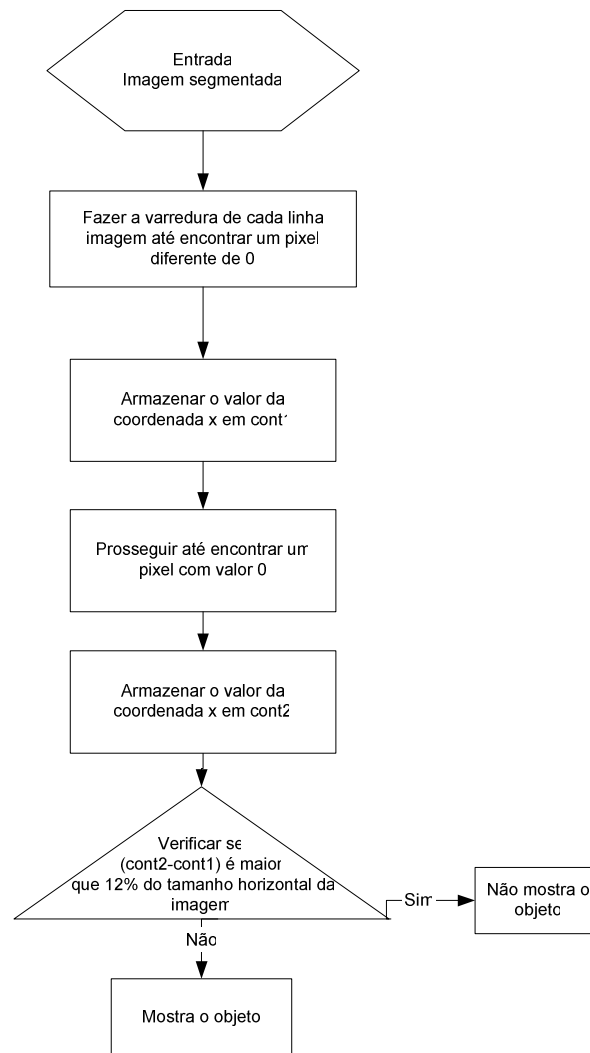 Entrada
Imagem segmentada
Fazer a varredura de cada linha
imagem até encontrar um pixel
diferente de 0
Armazenar o valor da
coordenada x em cont1
Prosseguir até encontrar um
pixel com valor 0
Armazenar o valor da
coordenada x em cont2
Verificar se
(cont2-cont1) é maior
que 12% do tamanho horizontal da
imagem
Sim
Não mostra o
objeto
Não
Mostra o objeto